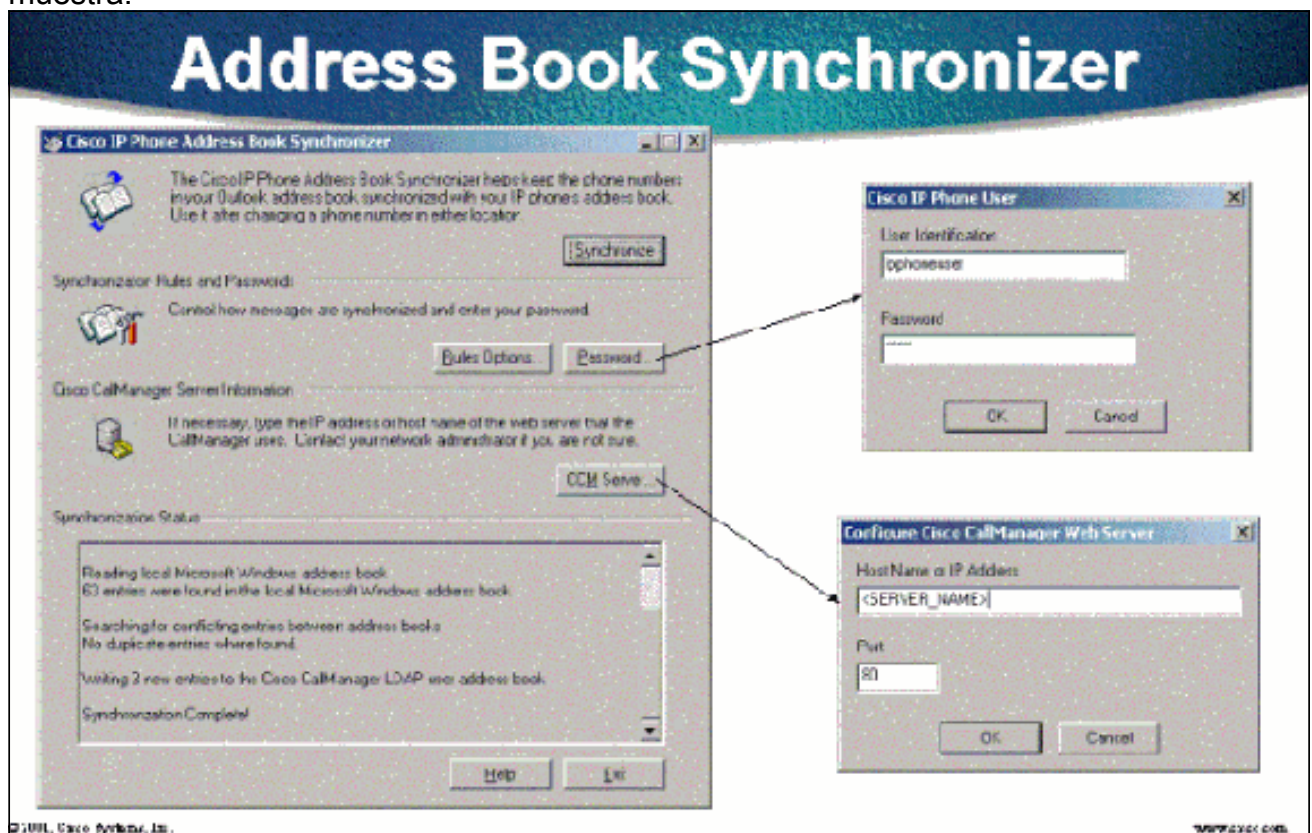 muestra.
Address Book Synchronizer
Cisco IP Phone Address Book Synchronizer
The Cisco IP Phone Address Book Synchronizer helps keep the phone numbers
in your Outlook address book synchronized with your IP phone's address book.
Use it after changing a phone number in either location.
Synchronize
Synchronization Rules and Passwords
Control how messages are synchronized and enter your password.
Rules Options...
Password...
Cisco CallManager Server Information
If necessary, type the IP address or host name of the web server that the
CallManager uses. Contact your network administrator if you are not sure.
CCM Server...
Synchronization Status
Reading local Microsoft Windows address book
63 entries were found in the local Microsoft Windows address book
Searching for conflicting entries between address books
No duplicate entries where found.
Writing 3 new entries to the Cisco CallManager LDAP user address book.
Synchronization Complete!
Help
Exit
Cisco IP Phone User
User Identification
Password
OK
Cancel
Configure Cisco CallManager Web Server
Host Name or IP Address
<SERVER_NAME>
Port
80
OK
Cancel
Cisco Systems, Inc.